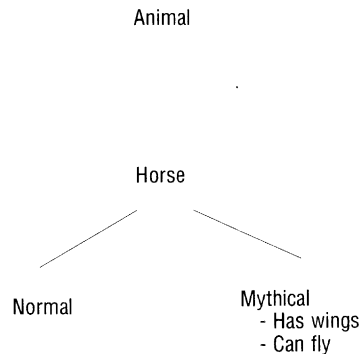 Animal
Horse
Normal
Mythical
- Has wings
- Can fly